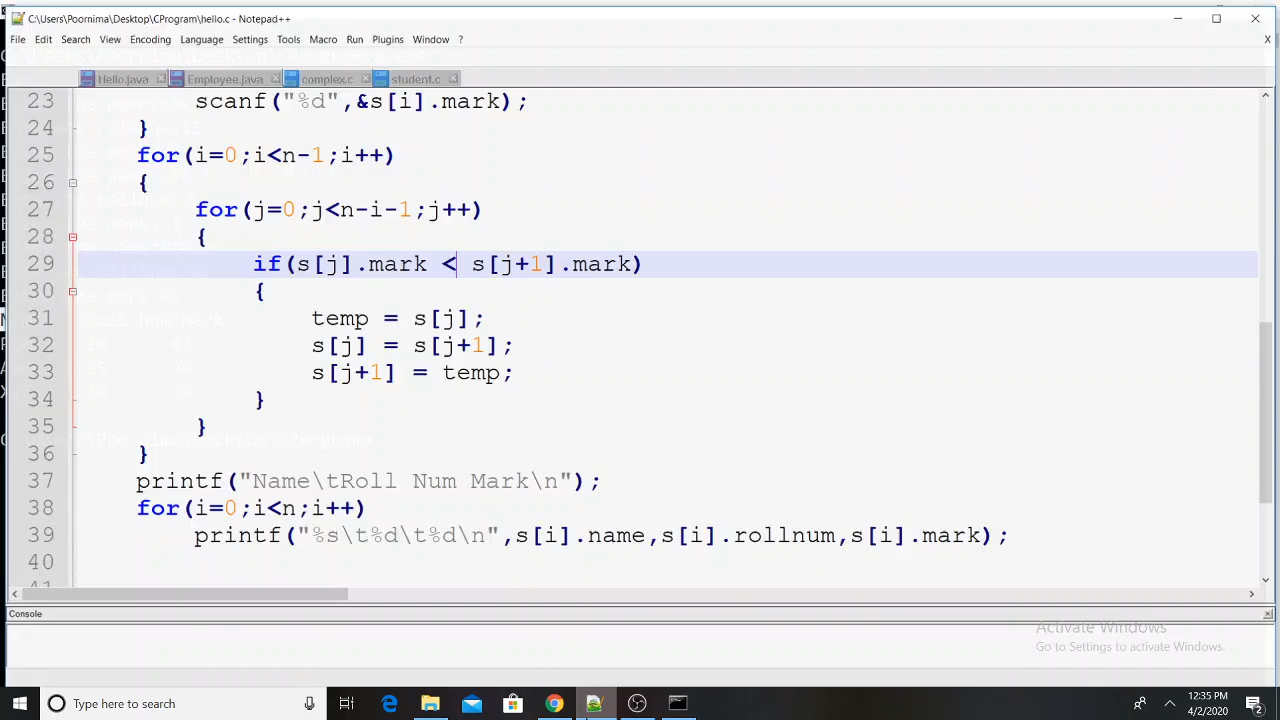 C:\Users\Poornima\Desktop\CProgram\hello.c - Notepad++
File Edit Search View Encoding Language Settings Tools Macro Run Plugins Window ? X
Hello.java Employee.java complex.c student.c
23 scanf("%d",&s[i].mark);
24 }
25 for(i=0;i<n-1;i++)
26 {
27 for(j=0;j<n-i-1;j++)
28 {
29 if(s[j].mark < s[j+1].mark)
30 {
31 temp = s[j];
32 s[j] = s[j+1];
33 s[j+1] = temp;
34 }
35 }
36 }
37 printf("Name\tRoll Num Mark\n");
38 for(i=0;i<n;i++)
39 printf("%s\t%d\t%d\n",s[i].name,s[i].rollnum,s[i].mark);
40
Console
Activate Windows
Go to Settings to activate Windows.
Type here to search
12:35 PM
4/2/2020
2